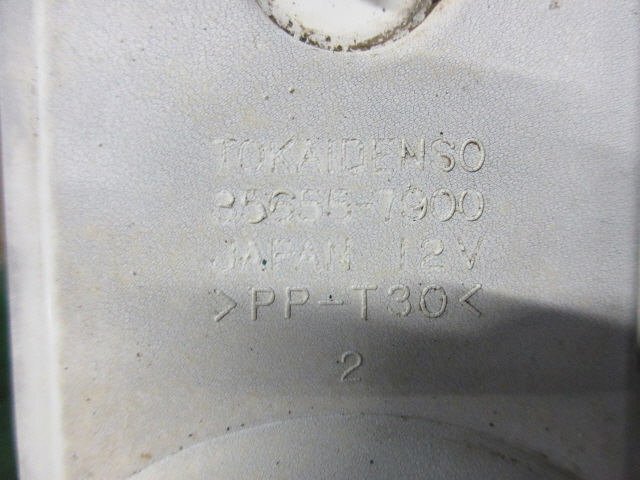 TOKAIDENSO
35655-7900
JAPAN 12V
>PP-T30<
2